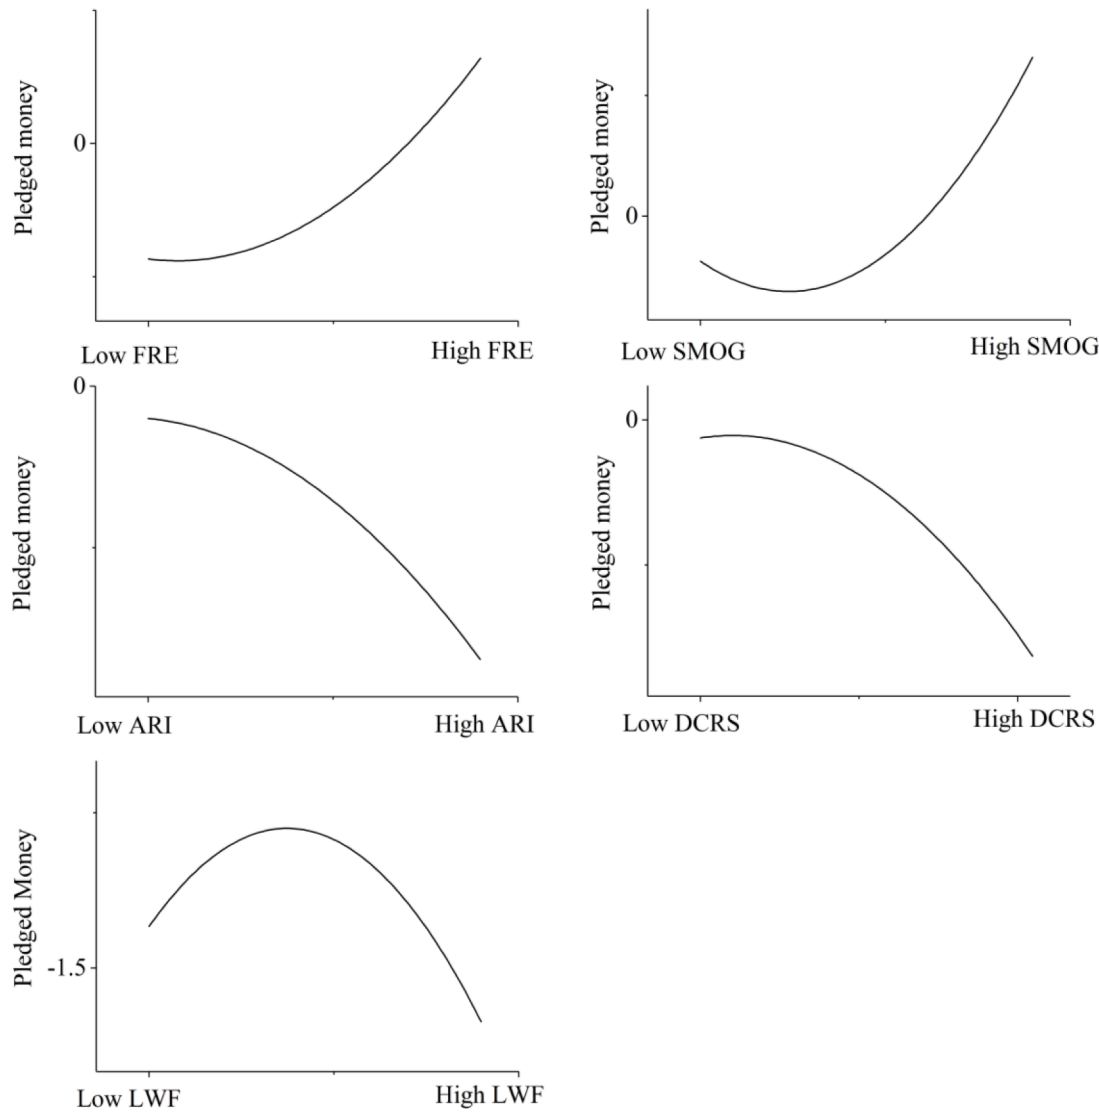 Pledged money
0
Low FRE
High FRE
Pledged money
0
Low SMOG
High SMOG
Pledged money
0
Low ARI
High ARI
Pledged money
0
Low DCRS
High DCRS
Pledged Money
-1.5
Low LWF
High LWF